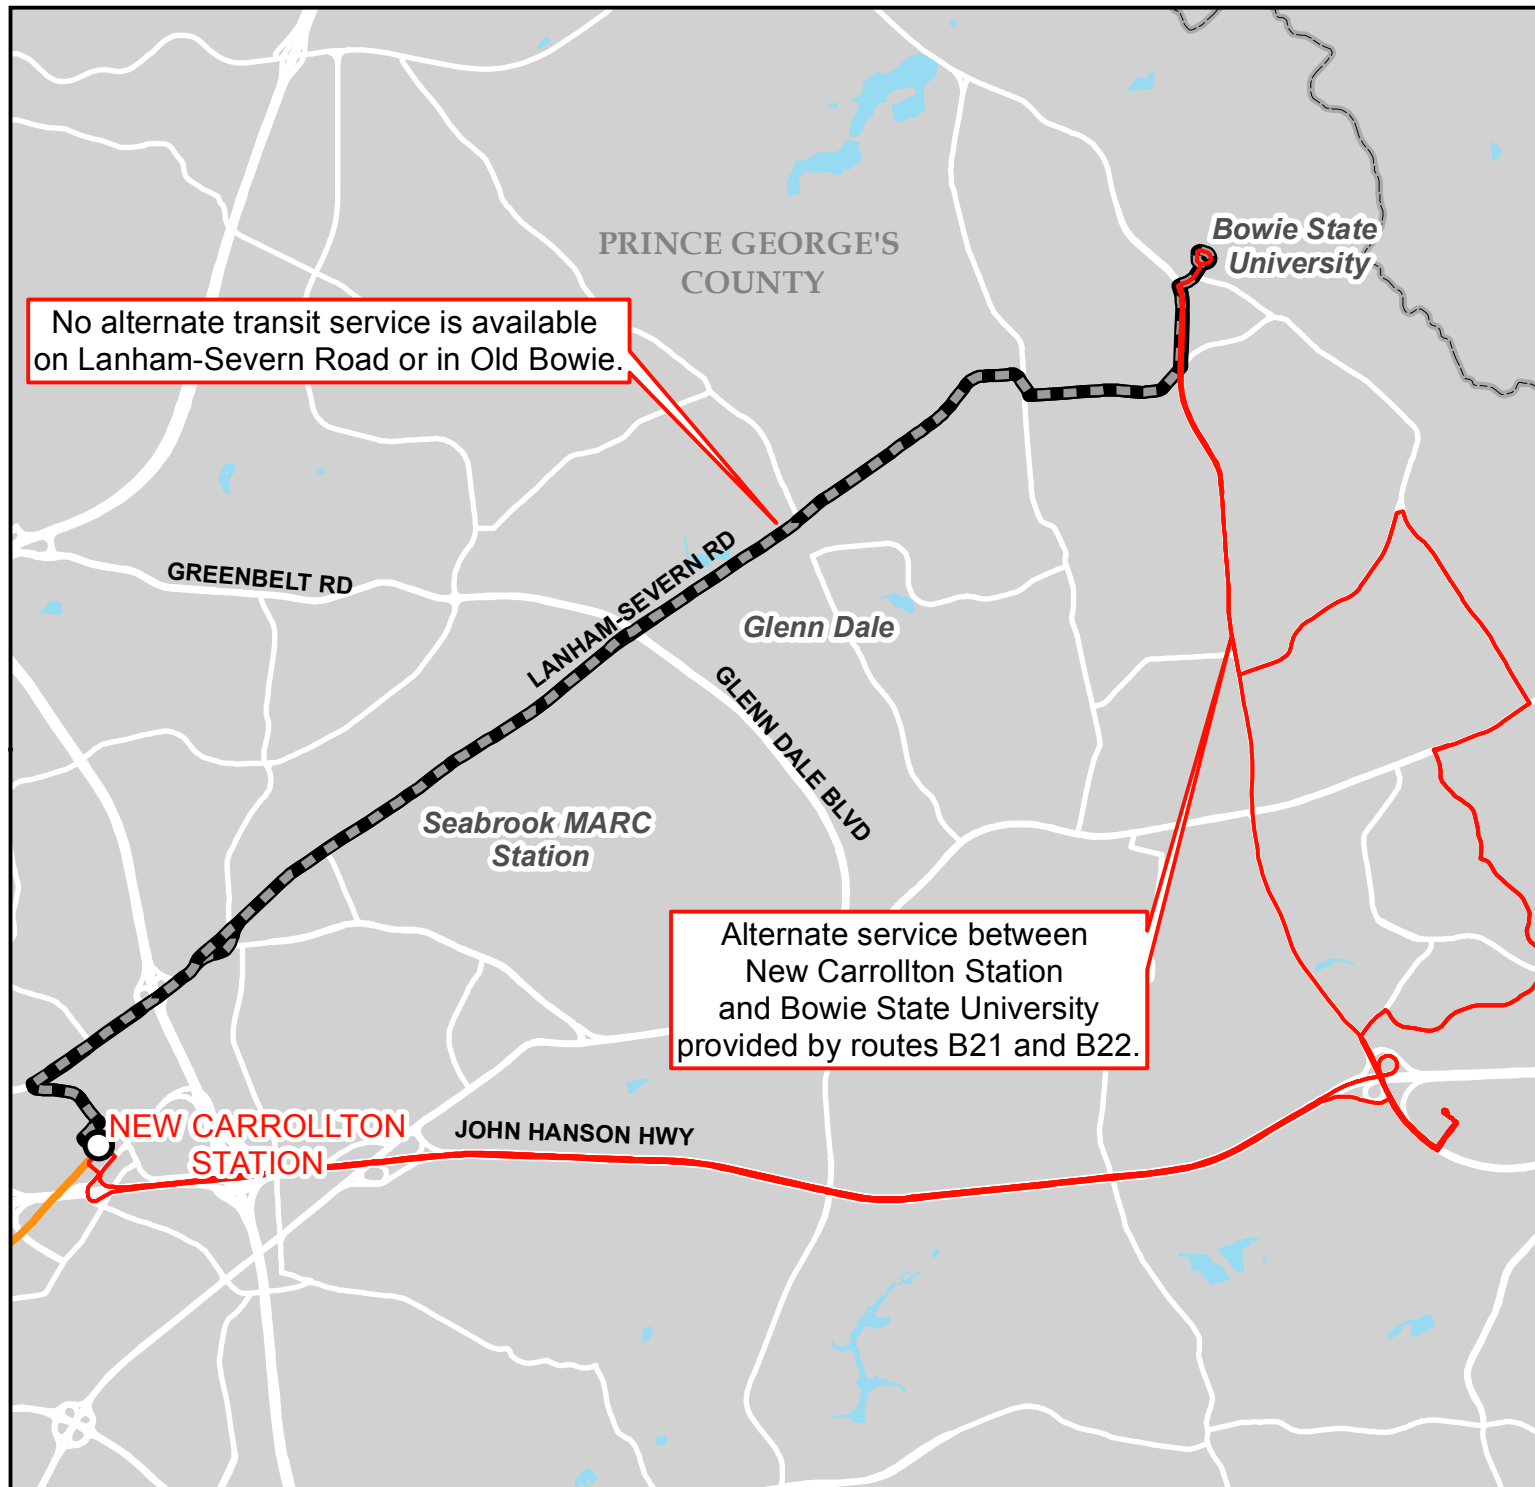 PRINCE GEORGE'S
COUNTY
Bowie State
University
No alternate transit service is available
on Lanham-Severn Road or in Old Bowie.
GREENBELT RD
LANHAM-SEVERN RD
Glenn Dale
GLENN DALE BLVD
Seabrook MARC
Station
Alternate service between
New Carrollton Station
and Bowie State University
provided by routes B21 and B22.
NEW CARROLLTON
STATION
JOHN HANSON HWY